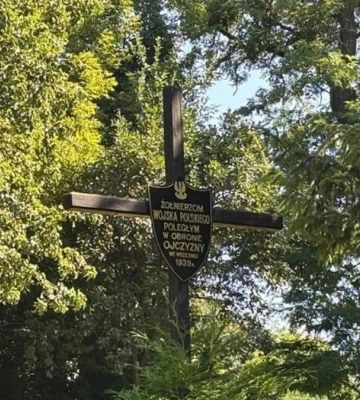 ŻOŁNIERZOM
WOJSKA POLSKIEGO
POLEGŁYM
W OBRONIE
OJCZYZNY
WE WRZEŚNIU
1939 R.